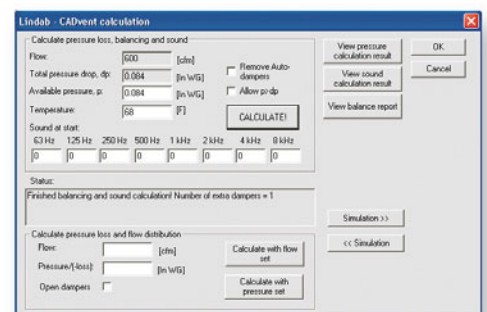 Lindab - CADvent calculation
Calculate pressure loss, balancing and sound
Flow: 600 [cfm]
Total pressure drop, dp: 0.084 [In WG]
Available pressure, p: 0.084 [In WG]
Temperature: 68 [F]
Remove Auto-dampers
Allow p>dp
CALCULATE!
Sound at start:
63 Hz 125 Hz 250 Hz 500 Hz 1 kHz 2 kHz 4 kHz 8 kHz
0 0 0 0 0 0 0 0
View pressure calculation result
View sound calculation result
View balance report
OK
Cancel
Status:
Finished balancing and sound calculation! Number of extra dampers = 1
Simulation >>
<< Simulation
Calculate pressure loss and flow distribution
Flow: [cfm]
Pressure/(-loss): [In WG]
Open dampers
Calculate with flow set
Calculate with pressure set